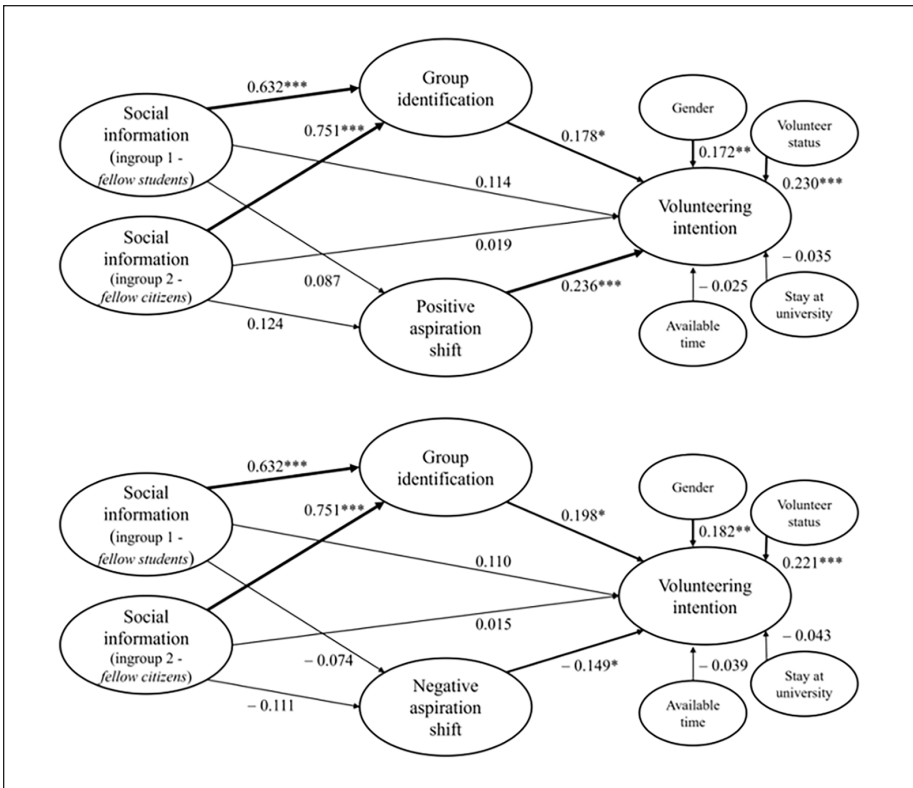 Group
identification
0.632***
Social
information
(ingroup 1 -
fellow students)
0.751***
0.178*
Gender
0.172**
Volunteer
status
0.230***
0.114
Volunteering
intention
Social
information
(ingroup 2 -
fellow citizens)
0.019
0.087
0.124
Positive
aspiration
shift
0.236***
– 0.025
– 0.035
Available
time
Stay at
university
Group
identification
0.632***
Social
information
(ingroup 1 -
fellow students)
0.751***
0.198*
Gender
0.182**
Volunteer
status
0.221***
0.110
Volunteering
intention
Social
information
(ingroup 2 -
fellow citizens)
0.015
– 0.074
– 0.111
Negative
aspiration
shift
– 0.149*
– 0.039
– 0.043
Available
time
Stay at
university